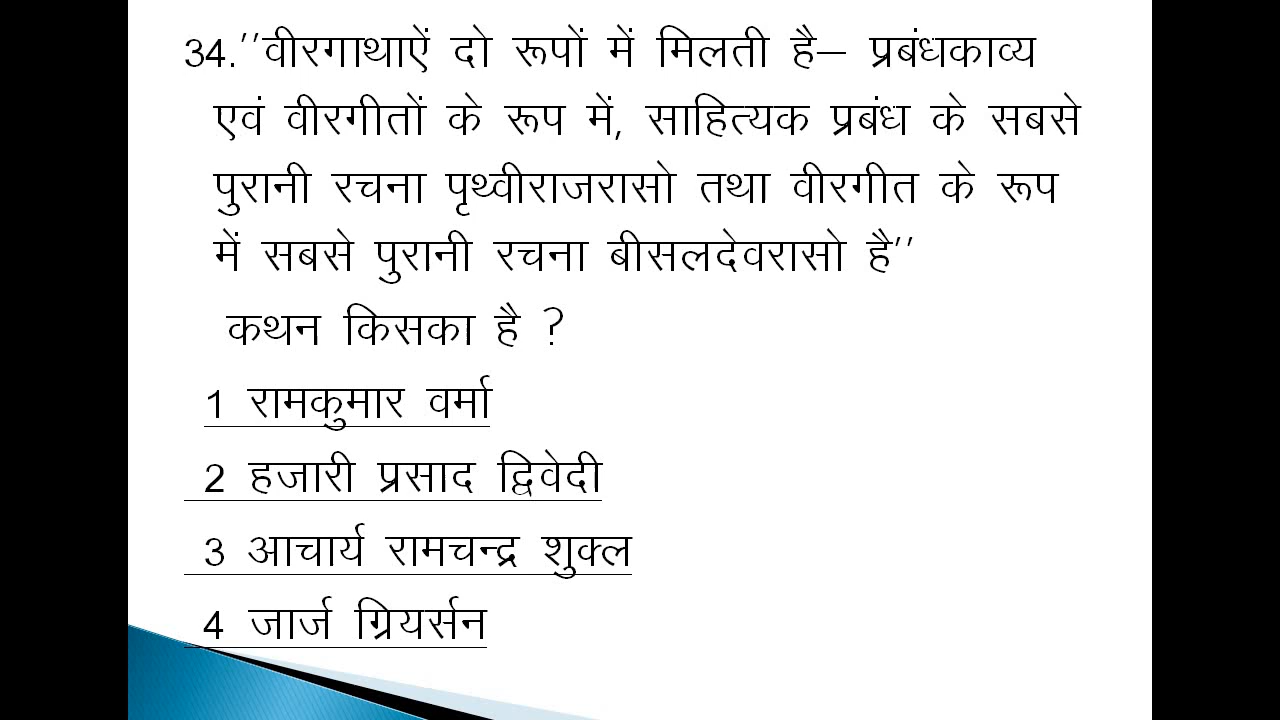 34.’’वीरगाथाऐं दो रूपों में मिलती है– प्रबंधकाव्य
एवं वीरगीतों के रूप में, साहित्यक प्रबंध के सबसे
पुरानी रचना पृथ्वीराजरासो तथा वीरगीत के रूप
में सबसे पुरानी रचना बीसलदेवरासो है’’
कथन किसका है ?
1 रामकुमार वर्मा
2 हजारी प्रसाद द्विवेदी
3 आचार्य रामचन्द्र शुक्ल
4 जार्ज ग्रियर्सन